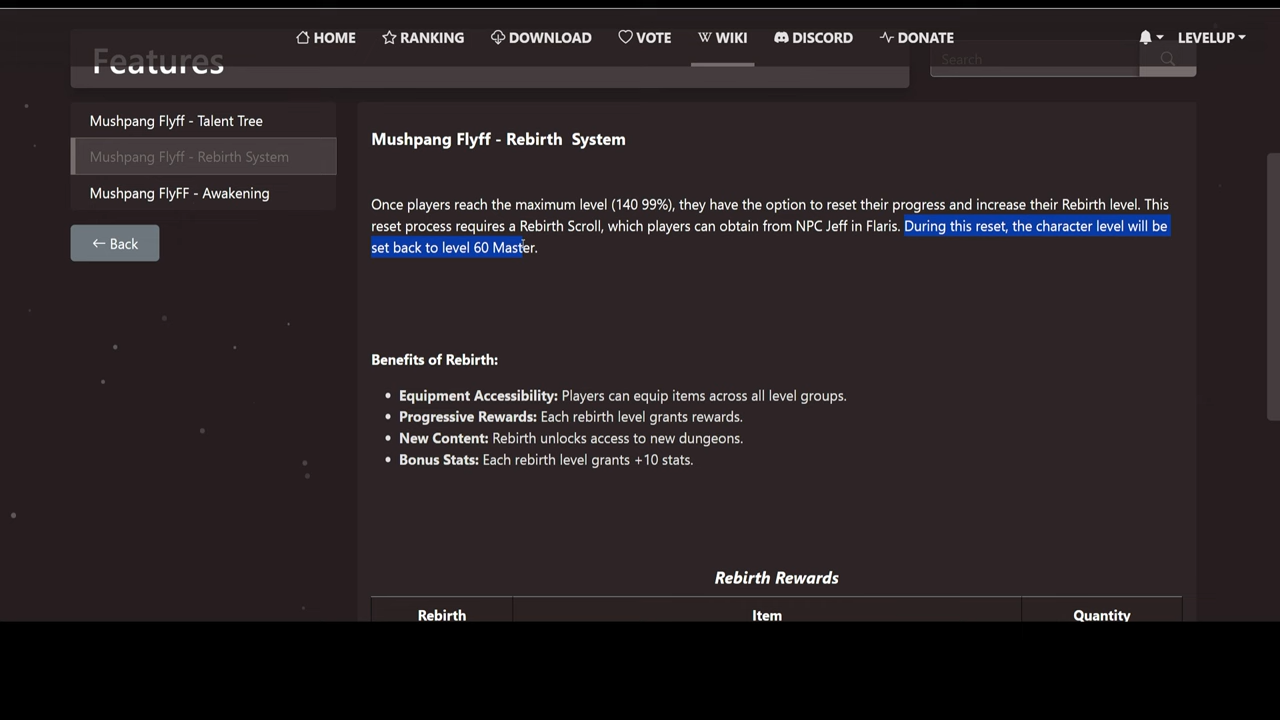 HOME RANKING DOWNLOAD VOTE WIKI DISCORD DONATE LEVELUP
Features
Search
Mushpang Flyff - Talent Tree
Mushpang Flyff - Rebirth System
Mushpang FlyFF - Awakening
← Back
Mushpang Flyff - Rebirth  System
Once players reach the maximum level (140 99%), they have the option to reset their progress and increase their Rebirth level. This
reset process requires a Rebirth Scroll, which players can obtain from NPC Jeff in Flaris. During this reset, the character level will be
set back to level 60 Master.
Benefits of Rebirth:
• Equipment Accessibility: Players can equip items across all level groups.
• Progressive Rewards: Each rebirth level grants rewards.
• New Content: Rebirth unlocks access to new dungeons.
• Bonus Stats: Each rebirth level grants +10 stats.
Rebirth Rewards
Rebirth Item Quantity